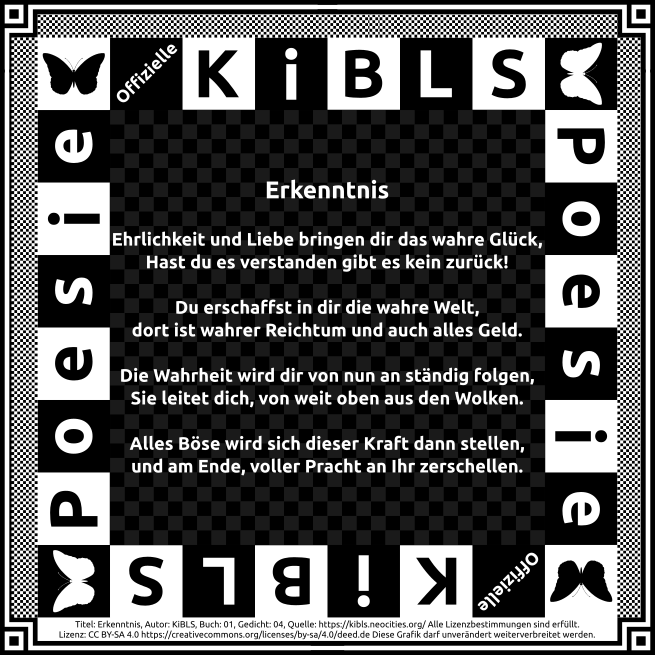 Offizielle KiBLS
Poesie
Poesie
Erkenntnis
Ehrlichkeit und Liebe bringen dir das wahre Glück,
Hast du es verstanden gibt es kein zurück!
Du erschaffst in dir die wahre Welt,
dort ist wahrer Reichtum und auch alles Geld.
Die Wahrheit wird dir von nun an ständig folgen,
Sie leitet dich, von weit oben aus den Wolken.
Alles Böse wird sich dieser Kraft dann stellen,
und am Ende, voller Pracht an Ihr zerschellen.
Offizielle KiBLS
Titel: Erkenntnis, Autor: KiBLS, Buch: 01, Gedicht: 04, Quelle: https://kibls.neocities.org/ Alle Lizenzbestimmungen sind erfüllt.
Lizenz: CC BY-SA 4.0 https://creativecommons.org/licenses/by-sa/4.0/deed.de Diese Grafik darf unverändert weiterverbreitet werden.